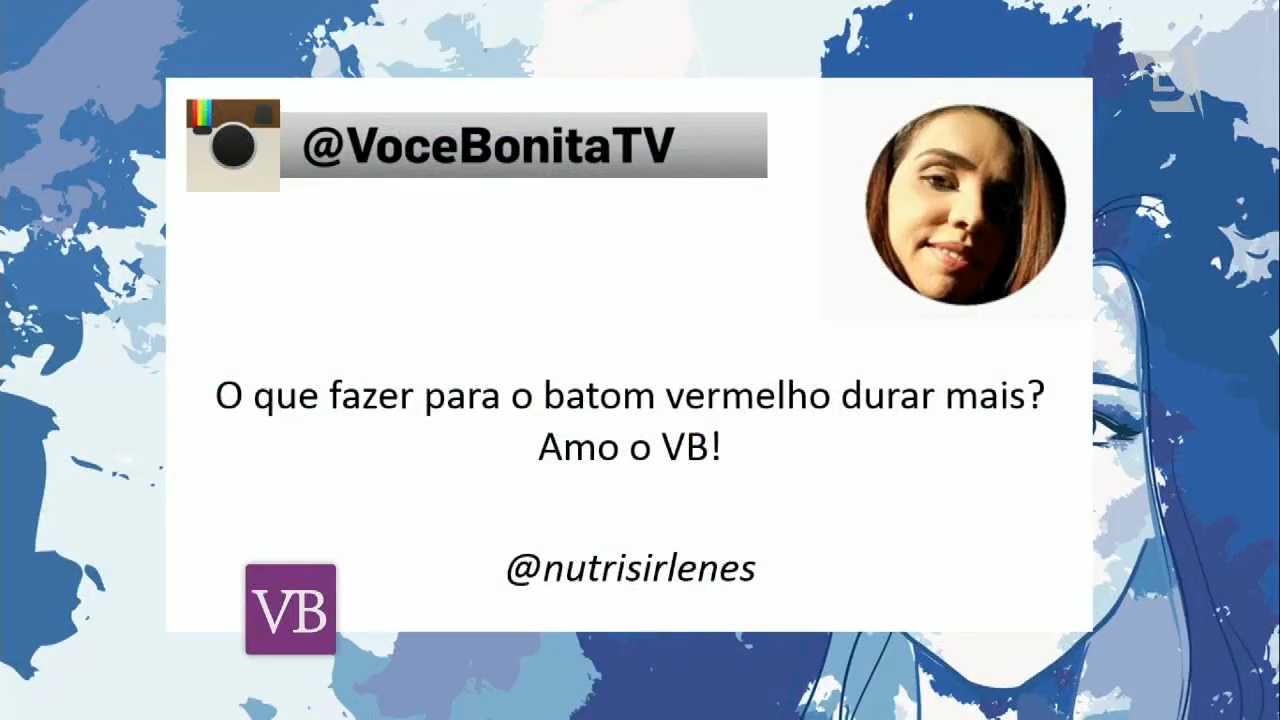 @VoceBonitaTV
O que fazer para o batom vermelho durar mais?
Amo o VB!
@nutrisirlenes
VB